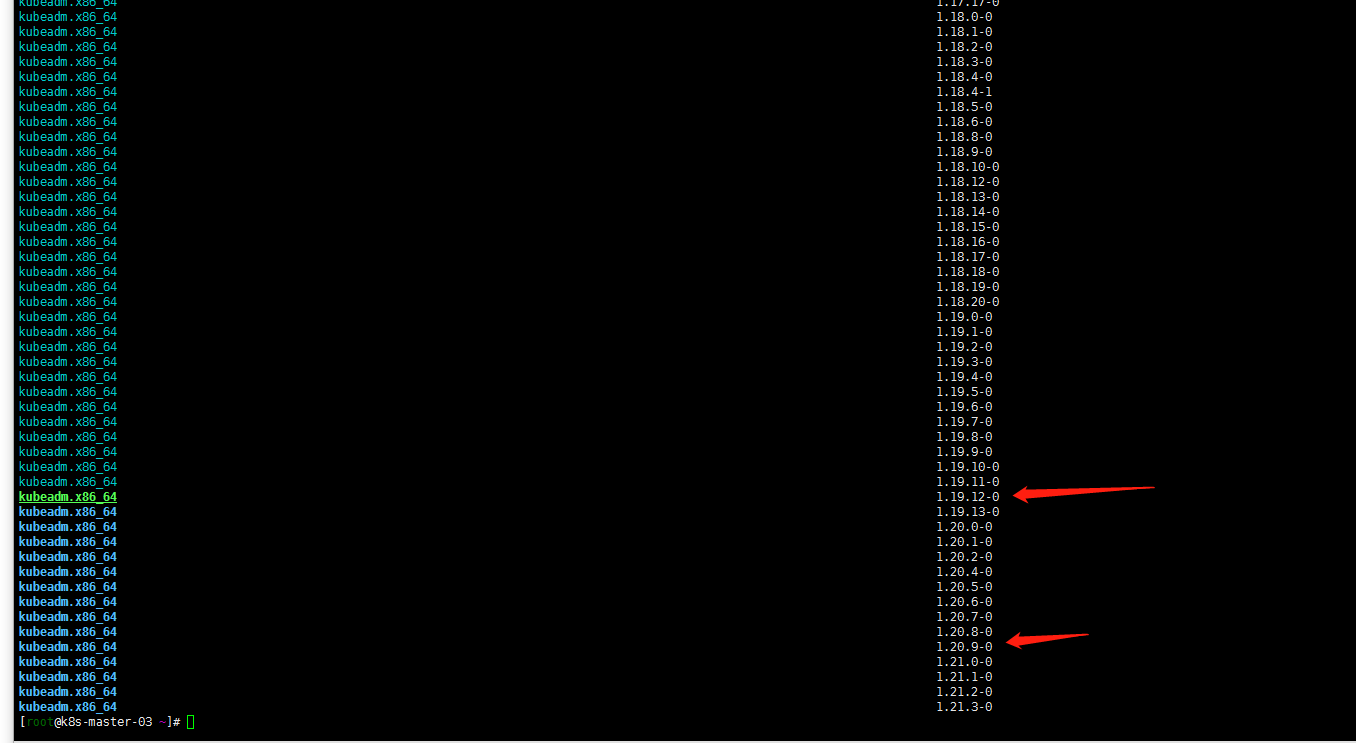 kubeadm.x86_64 1.17.17-0
kubeadm.x86_64 1.18.0-0
kubeadm.x86_64 1.18.1-0
kubeadm.x86_64 1.18.2-0
kubeadm.x86_64 1.18.3-0
kubeadm.x86_64 1.18.4-0
kubeadm.x86_64 1.18.4-1
kubeadm.x86_64 1.18.5-0
kubeadm.x86_64 1.18.6-0
kubeadm.x86_64 1.18.8-0
kubeadm.x86_64 1.18.9-0
kubeadm.x86_64 1.18.10-0
kubeadm.x86_64 1.18.12-0
kubeadm.x86_64 1.18.13-0
kubeadm.x86_64 1.18.14-0
kubeadm.x86_64 1.18.15-0
kubeadm.x86_64 1.18.16-0
kubeadm.x86_64 1.18.17-0
kubeadm.x86_64 1.18.18-0
kubeadm.x86_64 1.18.19-0
kubeadm.x86_64 1.18.20-0
kubeadm.x86_64 1.19.0-0
kubeadm.x86_64 1.19.1-0
kubeadm.x86_64 1.19.2-0
kubeadm.x86_64 1.19.3-0
kubeadm.x86_64 1.19.4-0
kubeadm.x86_64 1.19.5-0
kubeadm.x86_64 1.19.6-0
kubeadm.x86_64 1.19.7-0
kubeadm.x86_64 1.19.8-0
kubeadm.x86_64 1.19.9-0
kubeadm.x86_64 1.19.10-0
kubeadm.x86_64 1.19.11-0
kubeadm.x86_64 1.19.12-0
kubeadm.x86_64 1.19.13-0
kubeadm.x86_64 1.20.0-0
kubeadm.x86_64 1.20.1-0
kubeadm.x86_64 1.20.2-0
kubeadm.x86_64 1.20.4-0
kubeadm.x86_64 1.20.5-0
kubeadm.x86_64 1.20.6-0
kubeadm.x86_64 1.20.7-0
kubeadm.x86_64 1.20.8-0
kubeadm.x86_64 1.20.9-0
kubeadm.x86_64 1.21.0-0
kubeadm.x86_64 1.21.1-0
kubeadm.x86_64 1.21.2-0
kubeadm.x86_64 1.21.3-0
[root@k8s-master-03 ~]#